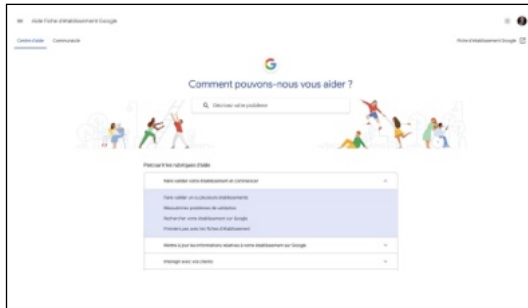 Aide Fiche d'établissement Google
Centre d'aide Communauté
Fiche d'établissement Google
G
Comment pouvons-nous vous aider ?
Décrivez votre problème
Parcourir les rubriques d'aide
Faire valider votre établissement et commencer
Faire valider un ou plusieurs établissements
Résoudre les problèmes de validation
Rechercher votre établissement sur Google
Premiers pas avec les fiches d'établissement
Mettre à jour les informations relatives à votre établissement sur Google
Interagir avec vos clients